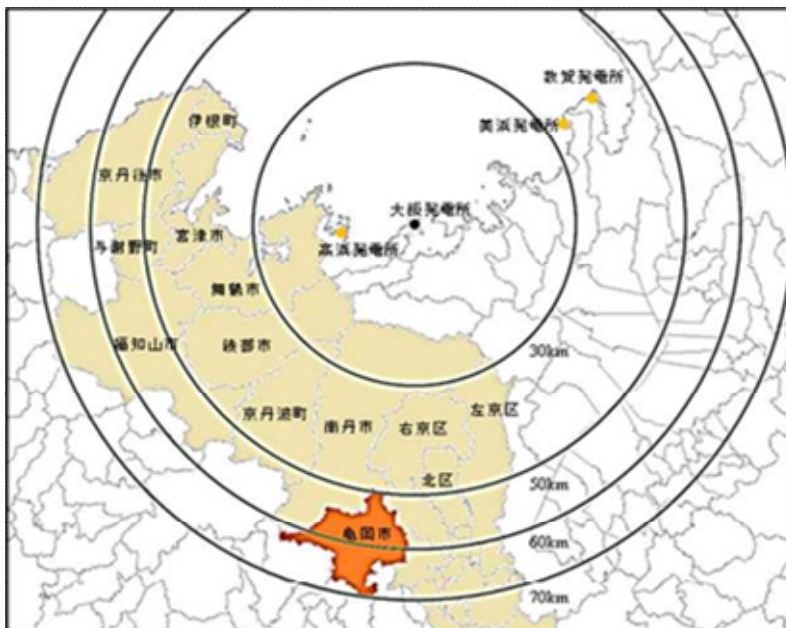 敦賀発電所
伊根町
美浜発電所
京丹後市
大飯発電所
宮津市
与謝野町
高浜発電所
舞鶴市
福知山市
綾部市
30km
京丹波町
南丹市
右京区
左京区
北区
50km
亀岡市
60km
70km